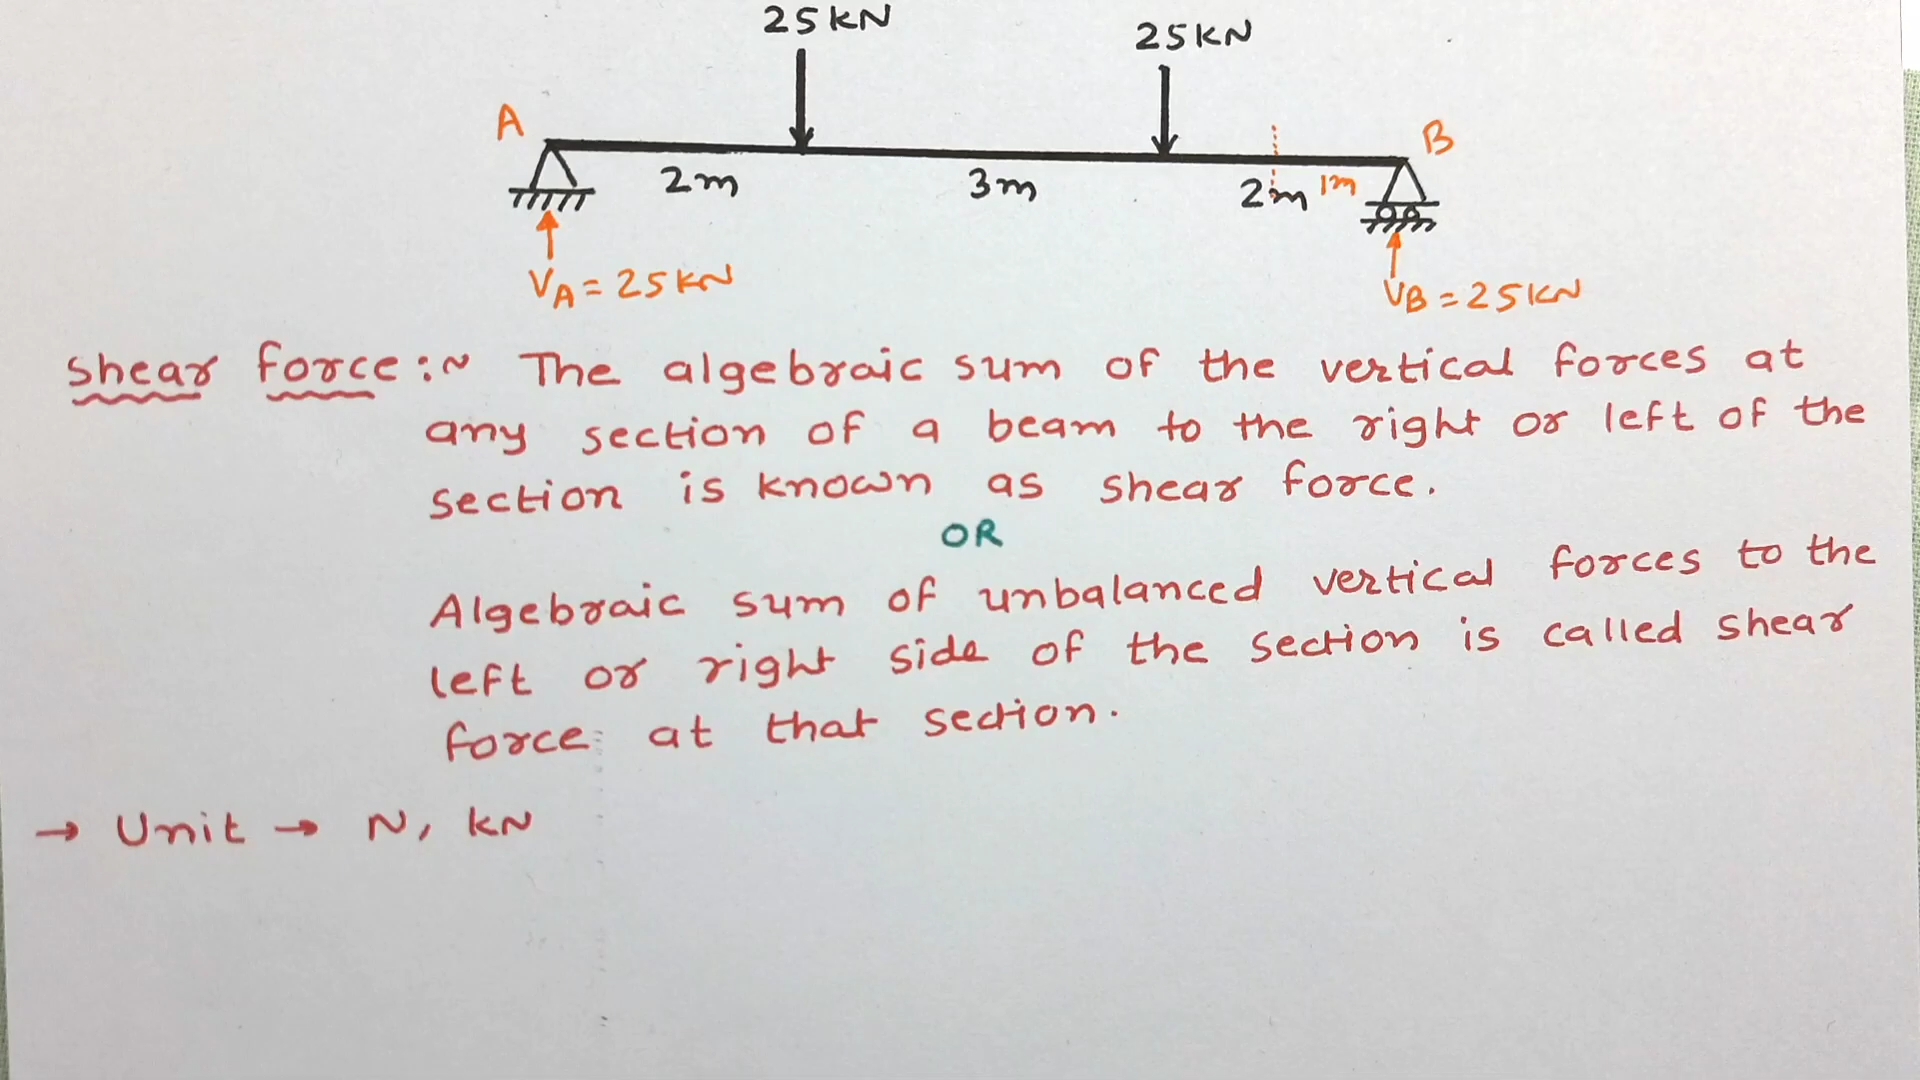 25KN
25KN
A
B
2m
3m
2m
1m
VA = 25KN
VB = 25KN
Shear force :~ The algebraic sum of the vertical forces at
any section of a beam to the right or left of the
section is known as shear force.
OR
Algebraic sum of unbalanced vertical forces to the
left or right side of the section is called shear
force at that section.
→ Unit → N, KN